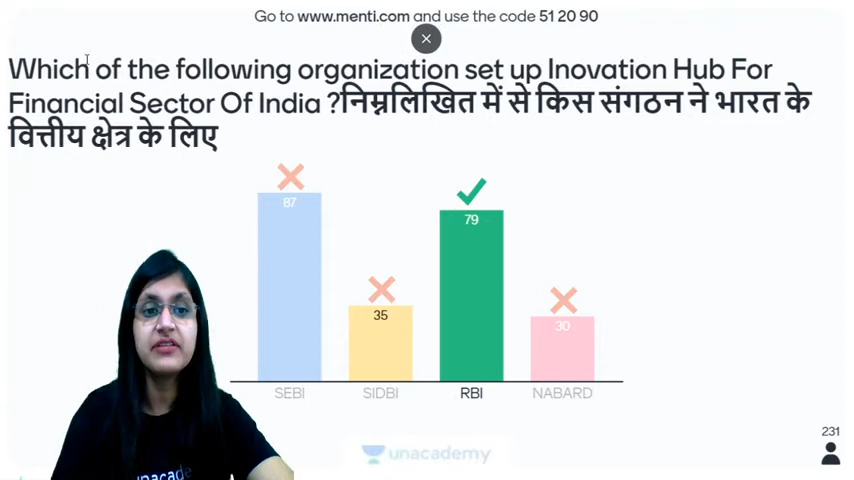 Go to www.menti.com and use the code 51 20 90
Which of the following organization set up Inovation Hub For
Financial Sector Of India ?निम्नलिखित में से किस संगठन ने भारत के
वित्तीय क्षेत्र के लिए
87
35
79
30
SEBI
SIDBI
RBI
NABARD
231
unacademy
unacade